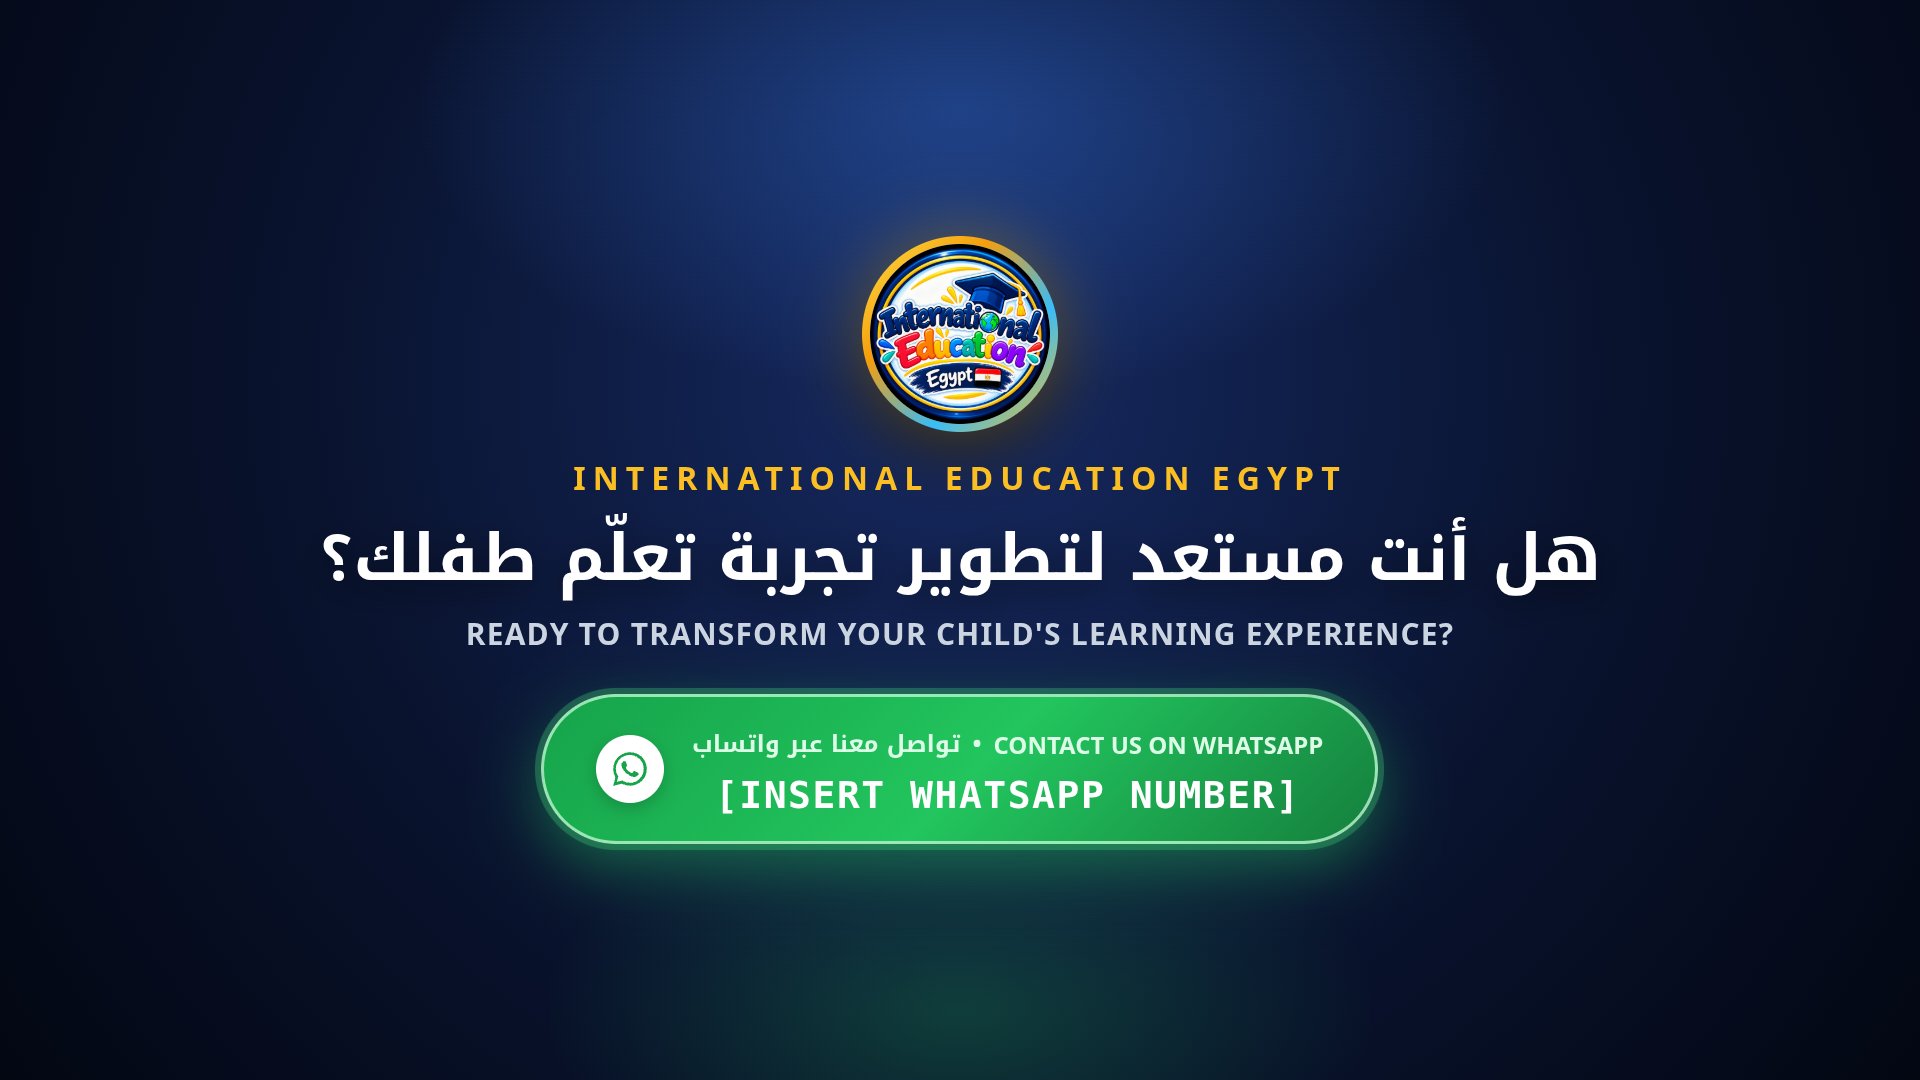 International
Education
Egypt
INTERNATIONAL EDUCATION EGYPT
هل أنت مستعد لتطوير تجربة تعلّم طفلك؟
READY TO TRANSFORM YOUR CHILD'S LEARNING EXPERIENCE?
تواصل معنا عبر واتساب • CONTACT US ON WHATSAPP
[INSERT WHATSAPP NUMBER]